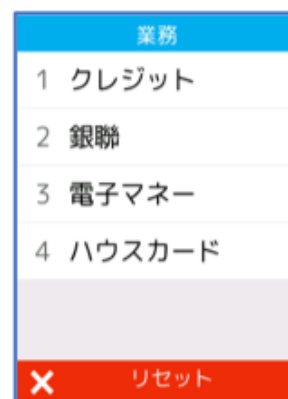 業務
1 クレジット
2 銀聯
3 電子マネー
4 ハウスカード
× リセット